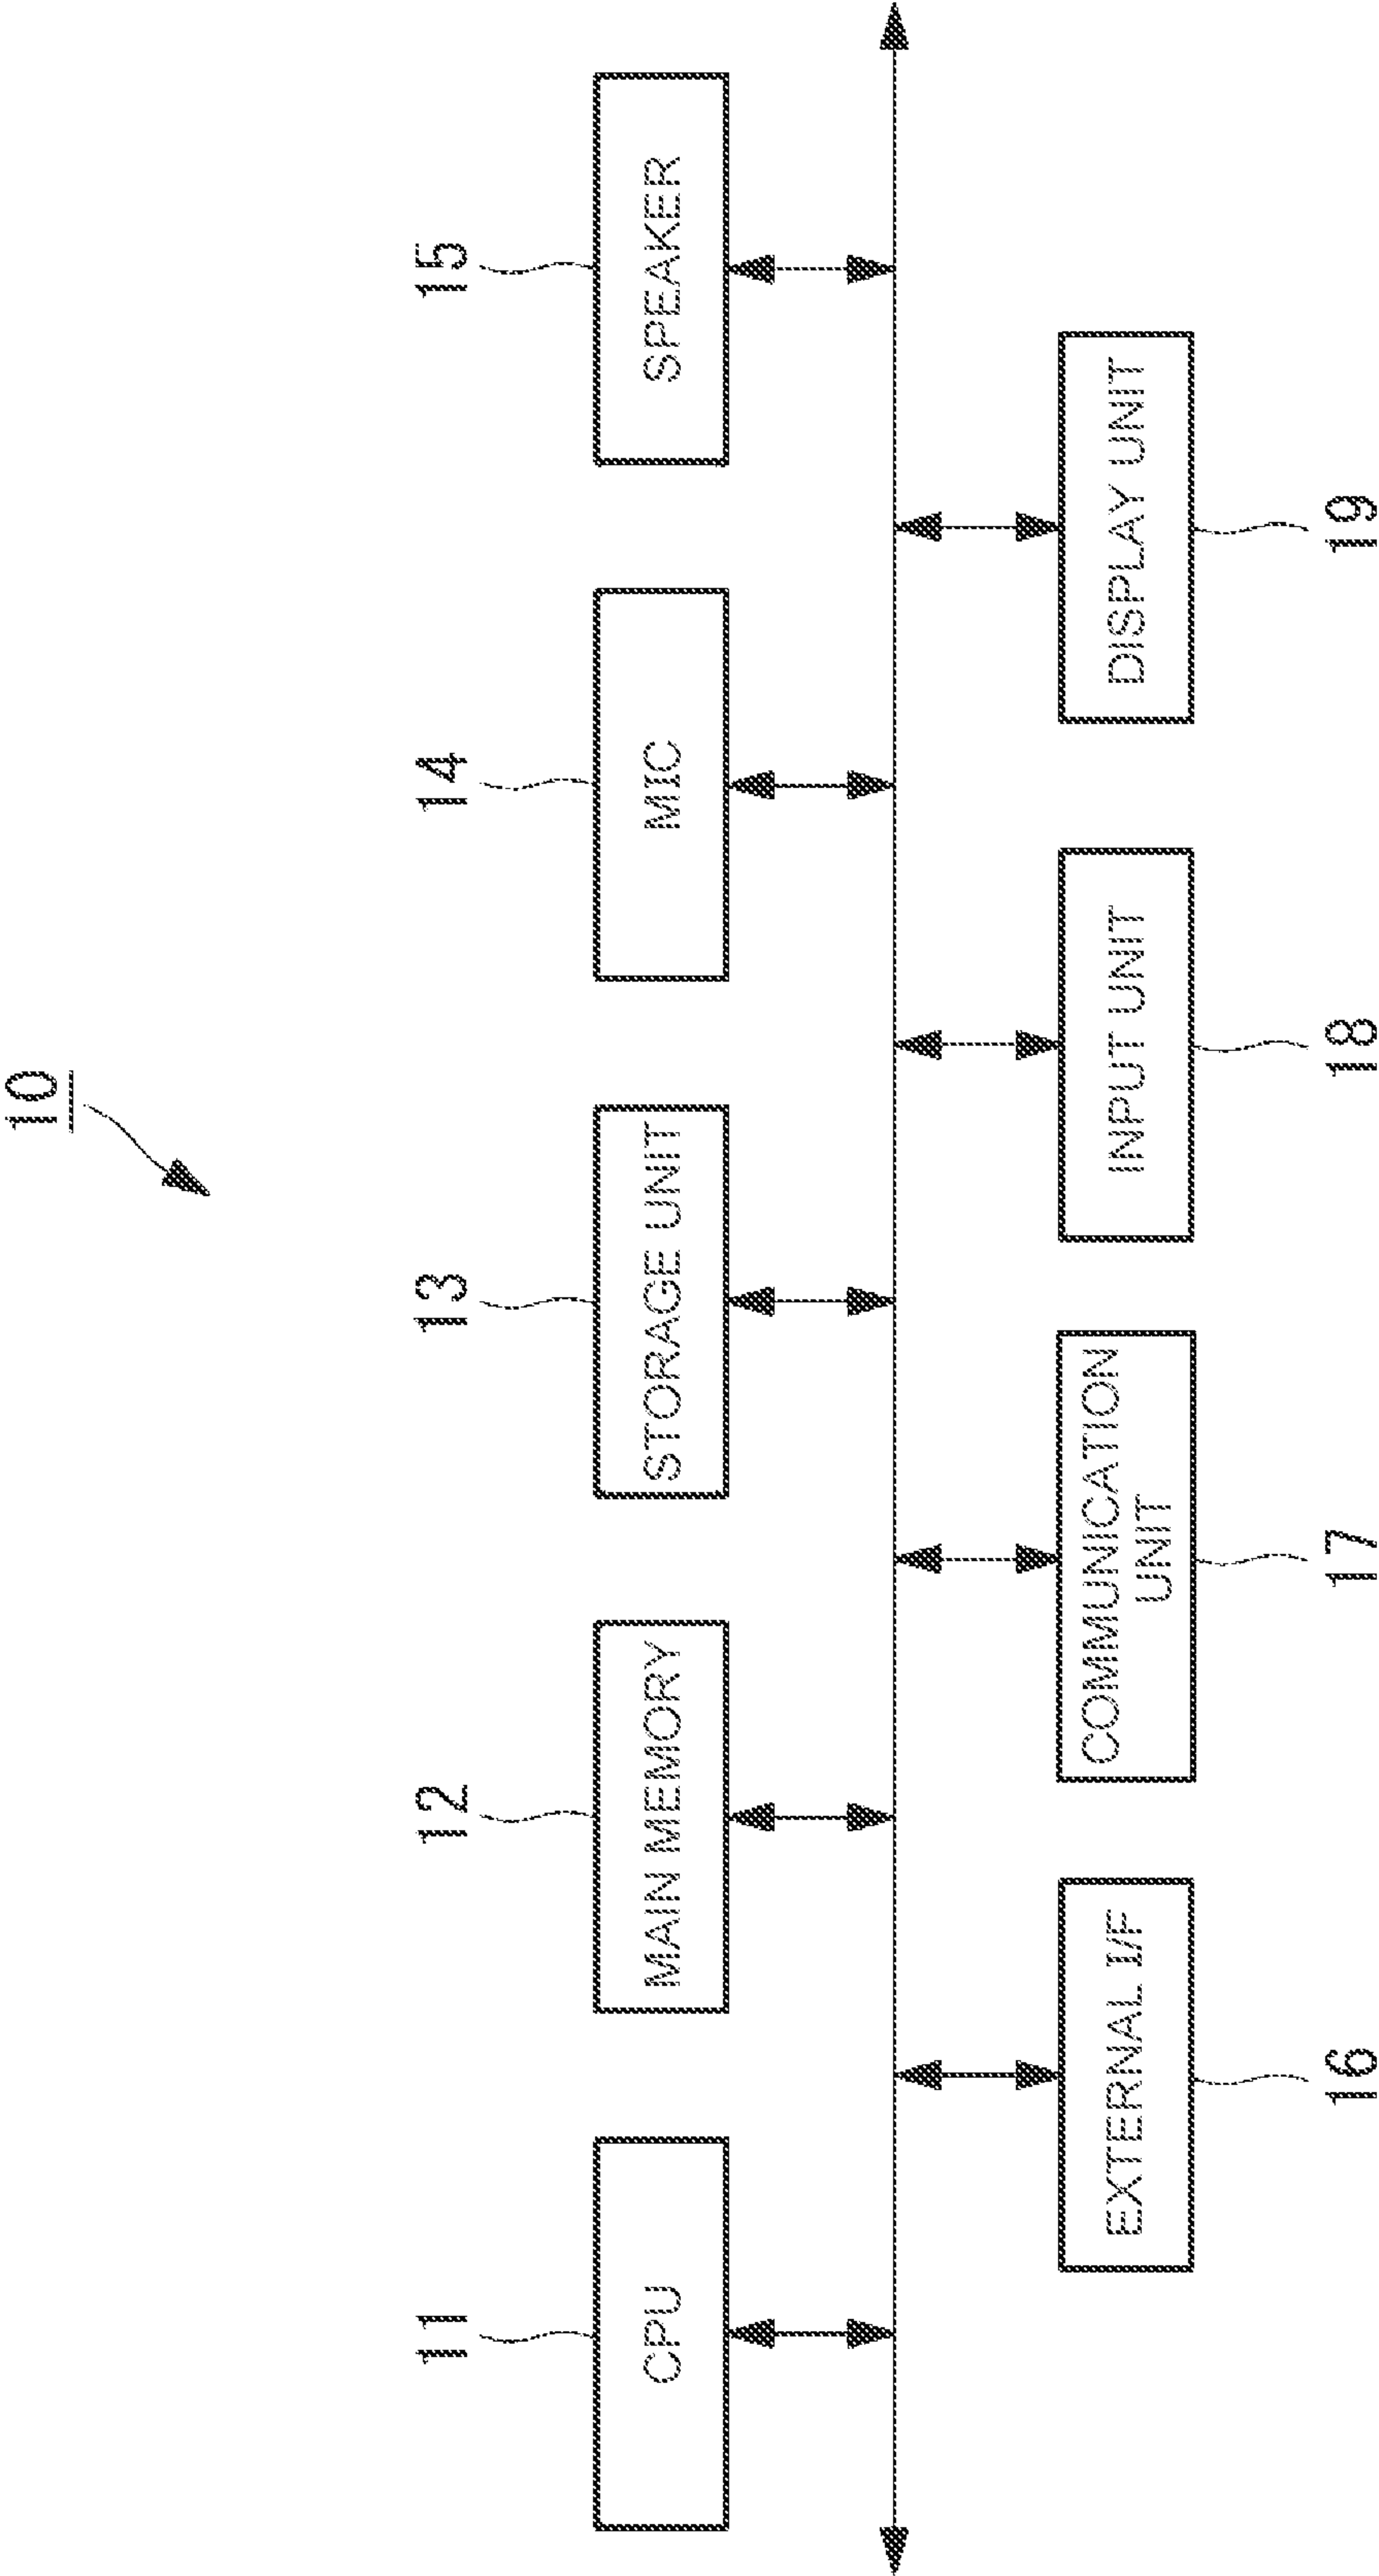 10
11
12
13
14
15
CPU
MAIN MEMORY
STORAGE UNIT
MIC
SPEAKER
EXTERNAL I/F
COMMUNICATION
UNIT
INPUT UNIT
DISPLAY UNIT
16
17
18
19